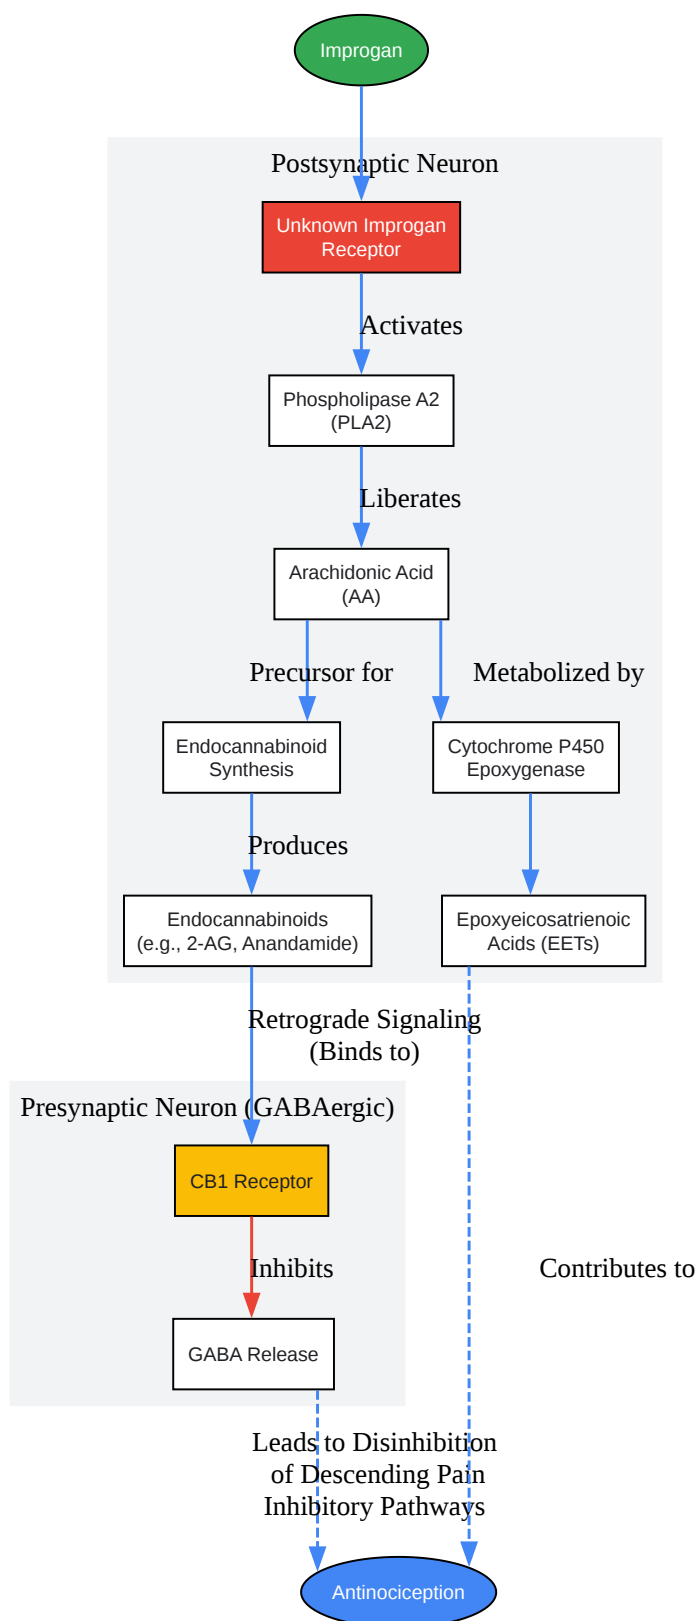 Improgan
Postsynaptic Neuron
Unknown Improgan
Receptor
Activates
Phospholipase A2
(PLA2)
Liberates
Arachidonic Acid
(AA)
Precursor for
Metabolized by
Endocannabinoid
Synthesis
Cytochrome P450
Epoxygenase
Produces
Endocannabinoids
(e.g., 2-AG, Anandamide)
Epoxyeicosatrienoic
Acids (EETs)
Retrograde Signaling
(Binds to)
Presynaptic Neuron (GABAergic)
CB1 Receptor
Inhibits
Contributes to
GABA Release
Leads to Disinhibition
of Descending Pain
Inhibitory Pathways
Antinociception